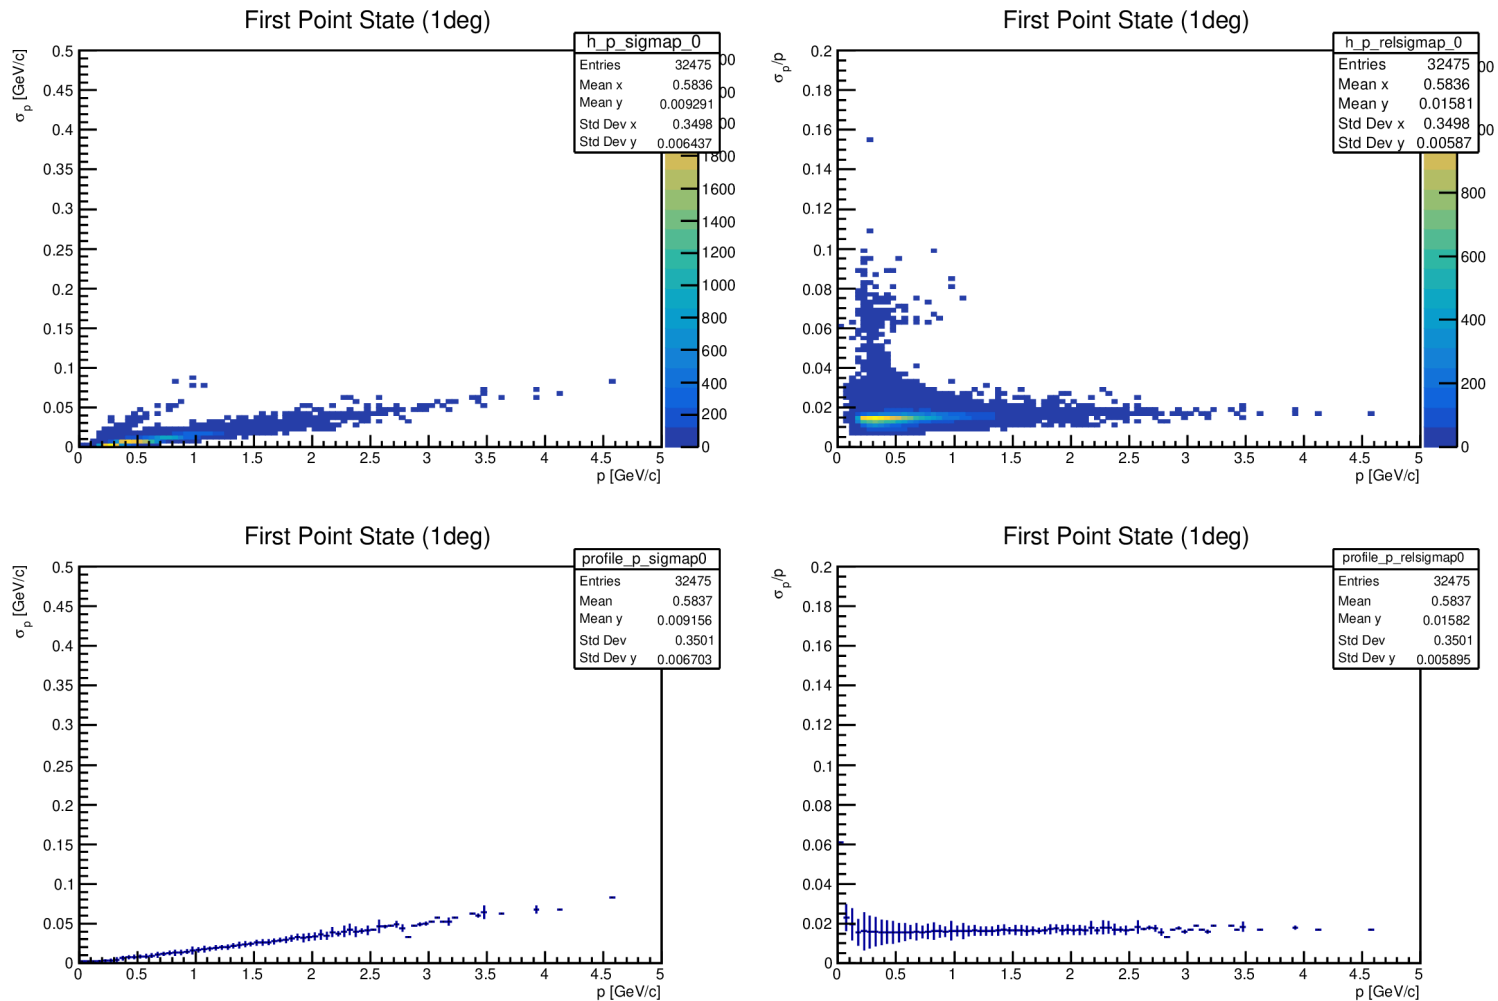 First Point State (1deg)
σp [GeV/c]
h_p_sigmap_0
Entries 32475
Mean x 0.5836
Mean y 0.009291
Std Dev x 0.3498
Std Dev y 0.006437
0.5
0.45
0.4
0.35
0.3
0.25
0.2
0.15
0.1
0.05
0
0 0.5 1 1.5 2 2.5 3 3.5 4 4.5 5
p [GeV/c]
1800
1600
1400
1200
1000
800
600
400
200
0
First Point State (1deg)
σp/p
h_p_relsigmap_0
Entries 32475
Mean x 0.5836
Mean y 0.01581
Std Dev x 0.3498
Std Dev y 0.00587
0.2
0.18
0.16
0.14
0.12
0.1
0.08
0.06
0.04
0.02
0
0 0.5 1 1.5 2 2.5 3 3.5 4 4.5 5
p [GeV/c]
800
600
400
200
0
First Point State (1deg)
σp [GeV/c]
profile_p_sigmap0
Entries 32475
Mean 0.5837
Mean y 0.009156
Std Dev 0.3501
Std Dev y 0.006703
0.5
0.45
0.4
0.35
0.3
0.25
0.2
0.15
0.1
0.05
0
0 0.5 1 1.5 2 2.5 3 3.5 4 4.5 5
p [GeV/c]
First Point State (1deg)
σp/p
profile_p_relsigmap0
Entries 32475
Mean 0.5837
Mean y 0.01582
Std Dev 0.3501
Std Dev y 0.005895
0.2
0.18
0.16
0.14
0.12
0.1
0.08
0.06
0.04
0.02
0
0 0.5 1 1.5 2 2.5 3 3.5 4 4.5 5
p [GeV/c]